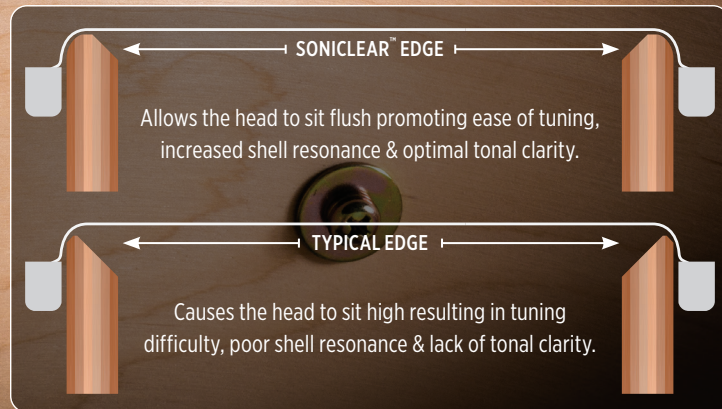 SONICLEAR™ EDGE
Allows the head to sit flush promoting ease of tuning,
increased shell resonance & optimal tonal clarity.
TYPICAL EDGE
Causes the head to sit high resulting in tuning
difficulty, poor shell resonance & lack of tonal clarity.